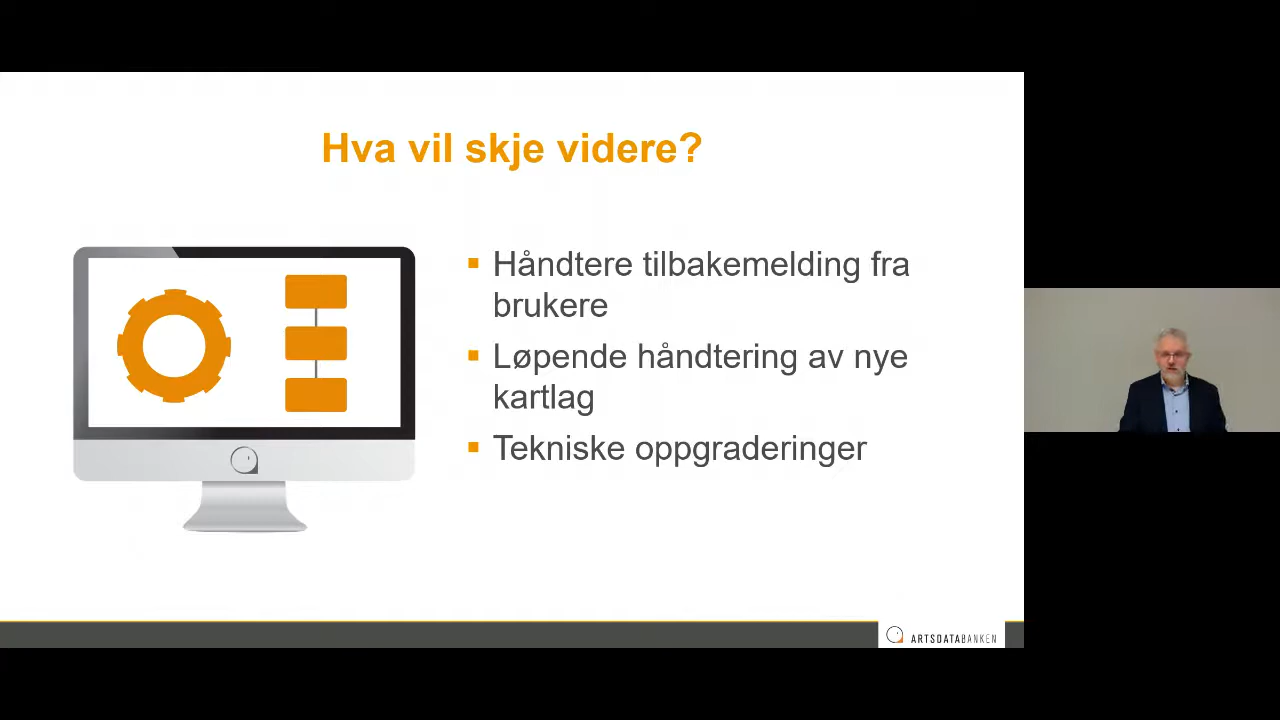 Hva vil skje videre?
Håndtere tilbakemelding fra
brukere
Løpende håndtering av nye
kartlag
Tekniske oppgraderinger
ARTSDATABANKEN